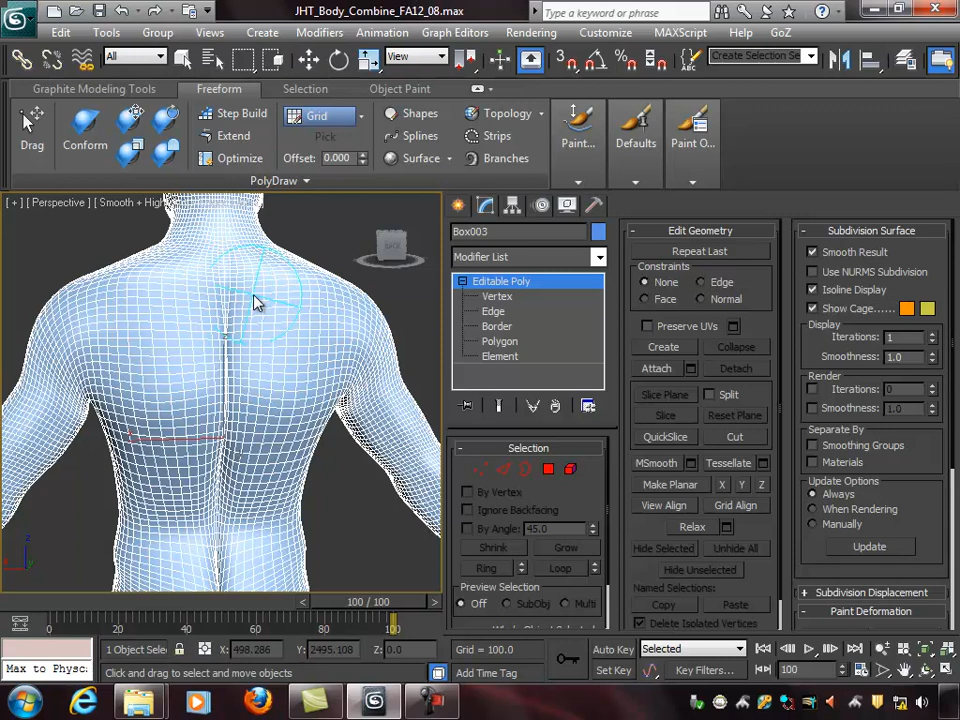 JHT_Body_Combine_FA12_08.max
Type a keyword or phrase
Edit Tools Group Views Create Modifiers Animation Graph Editors Rendering Customize MAXScript Help GoZ
All View Create Selection Se
Graphite Modeling Tools Freeform Selection Object Paint
Drag Conform Step Build Extend Optimize
Grid Pick Offset: 0.000
Shapes Splines Surface
Topology Strips Branches
Paint... Defaults Paint O...
PolyDraw
[ + ] [ Perspective ] [ Smooth + High
BACK
Box003
Modifier List
Editable Poly
Vertex
Edge
Border
Polygon
Element
Selection
By Vertex
Ignore Backfacing
By Angle: 45.0
Shrink Grow
Ring Loop
Preview Selection
Off SubObj Multi
Edit Geometry
Repeat Last
Constraints
None Edge
Face Normal
Preserve UVs
Create Collapse
Attach Detach
Slice Plane Split
Slice Reset Plane
QuickSlice Cut
MSmooth Tessellate
Make Planar X Y Z
View Align Grid Align
Relax
Hide Selected Unhide All
Hide Unselected
Named Selections:
Copy Paste
Delete Isolated Vertices
Subdivision Surface
Smooth Result
Use NURMS Subdivision
Isoline Display
Show Cage......
Display
Iterations: 1
Smoothness: 1.0
Render
Iterations: 0
Smoothness: 1.0
Separate By
Smoothing Groups
Materials
Update Options
Always
When Rendering
Manually
Update
Subdivision Displacement
Paint Deformation
z
x
y
100 / 100
0 20 40 60 80 100
1 Object Selec
X: 498.286 Y: 2495.108 Z: 0.0
Grid = 100.0
Auto Key Selected
Set Key Key Filters...
100
Max to Physc
Click and drag to select and move objects
Add Time Tag